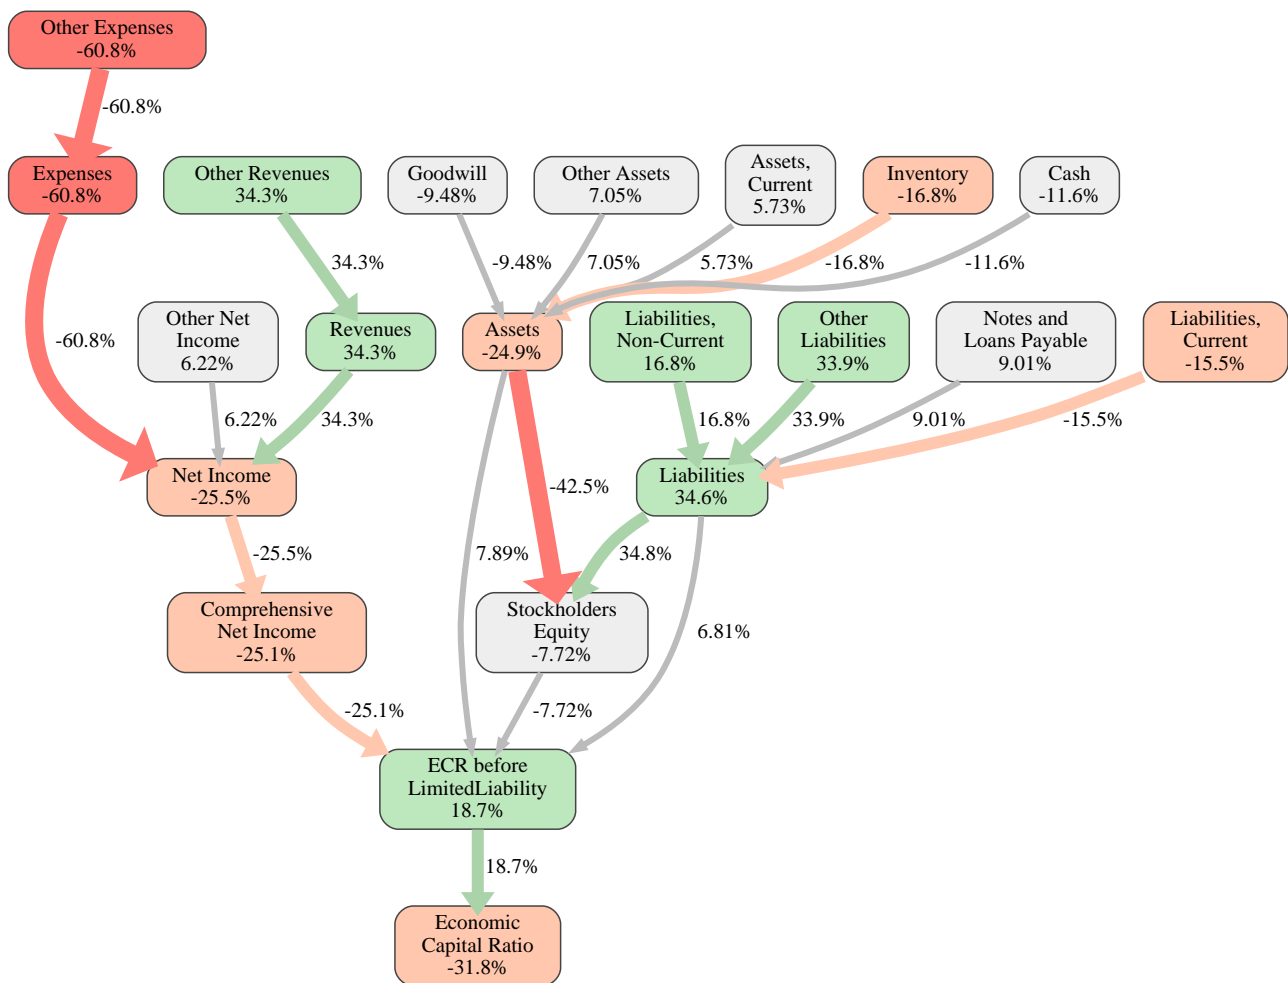 Other Expenses
-60.8%
-60.8%
Expenses
-60.8%
Other Revenues
34.3%
Goodwill
-9.48%
Other Assets
7.05%
Assets,
Current
5.73%
Inventory
-16.8%
Cash
-11.6%
34.3%
-9.48%
7.05%
5.73%
-16.8%
-11.6%
-60.8%
Other Net
Income
6.22%
Revenues
34.3%
Assets
-24.9%
Liabilities,
Non-Current
16.8%
Other
Liabilities
33.9%
Notes and
Loans Payable
9.01%
Liabilities,
Current
-15.5%
6.22%
34.3%
16.8%
33.9%
9.01%
-15.5%
Net Income
-25.5%
-42.5%
Liabilities
34.6%
-25.5%
7.89%
34.8%
Comprehensive
Net Income
-25.1%
Stockholders
Equity
-7.72%
6.81%
-25.1%
-7.72%
ECR before
LimitedLiability
18.7%
18.7%
Economic
Capital Ratio
-31.8%